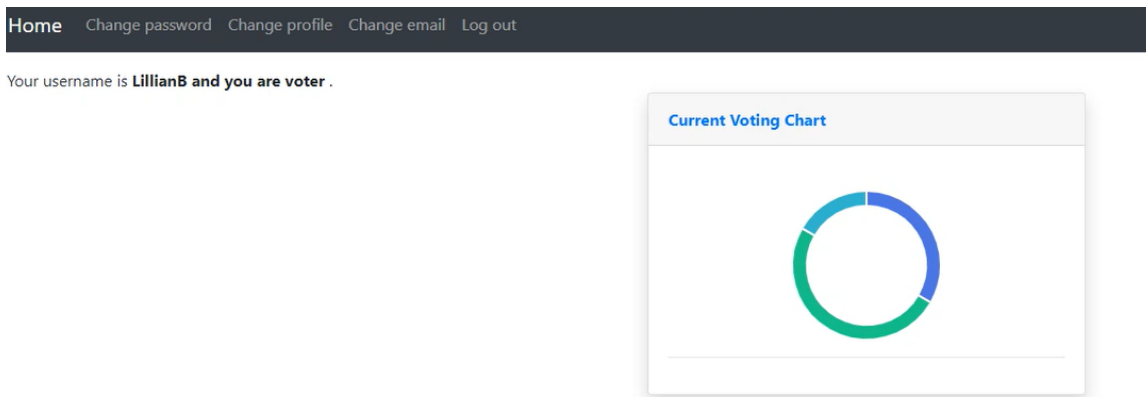 Home Change password Change profile Change email Log out
Your username is LillianB and you are voter .
Current Voting Chart